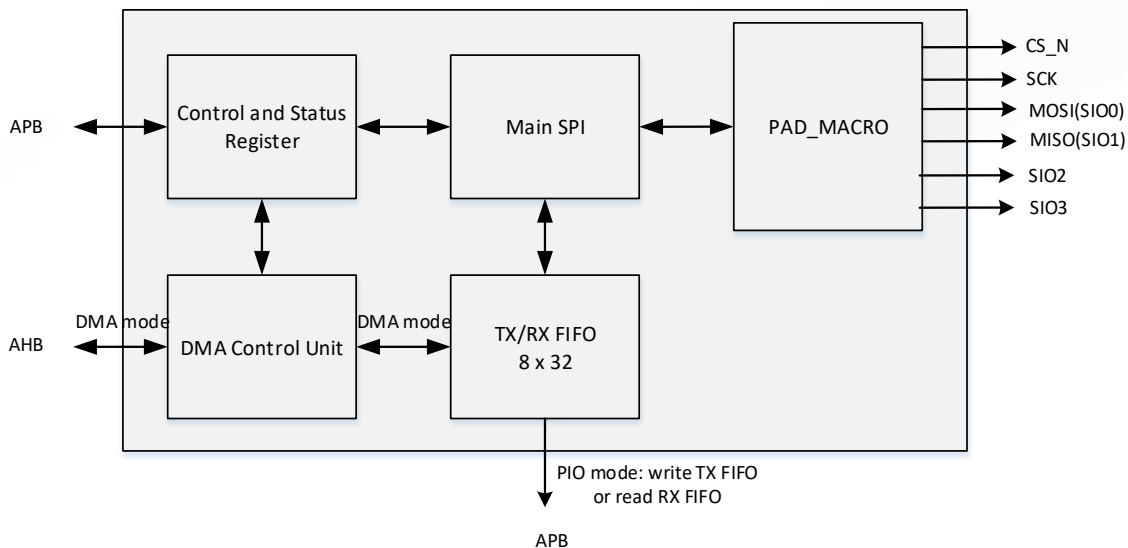 CS_N
SCK
MOSI(SIO0)
MISO(SIO1)
SIO2
SIO3
APB
Control and Status
Register
Main SPI
PAD_MACRO
DMA mode
DMA mode
AHB
DMA Control Unit
TX/RX FIFO
8 x 32
PIO mode: write TX FIFO
or read RX FIFO
APB